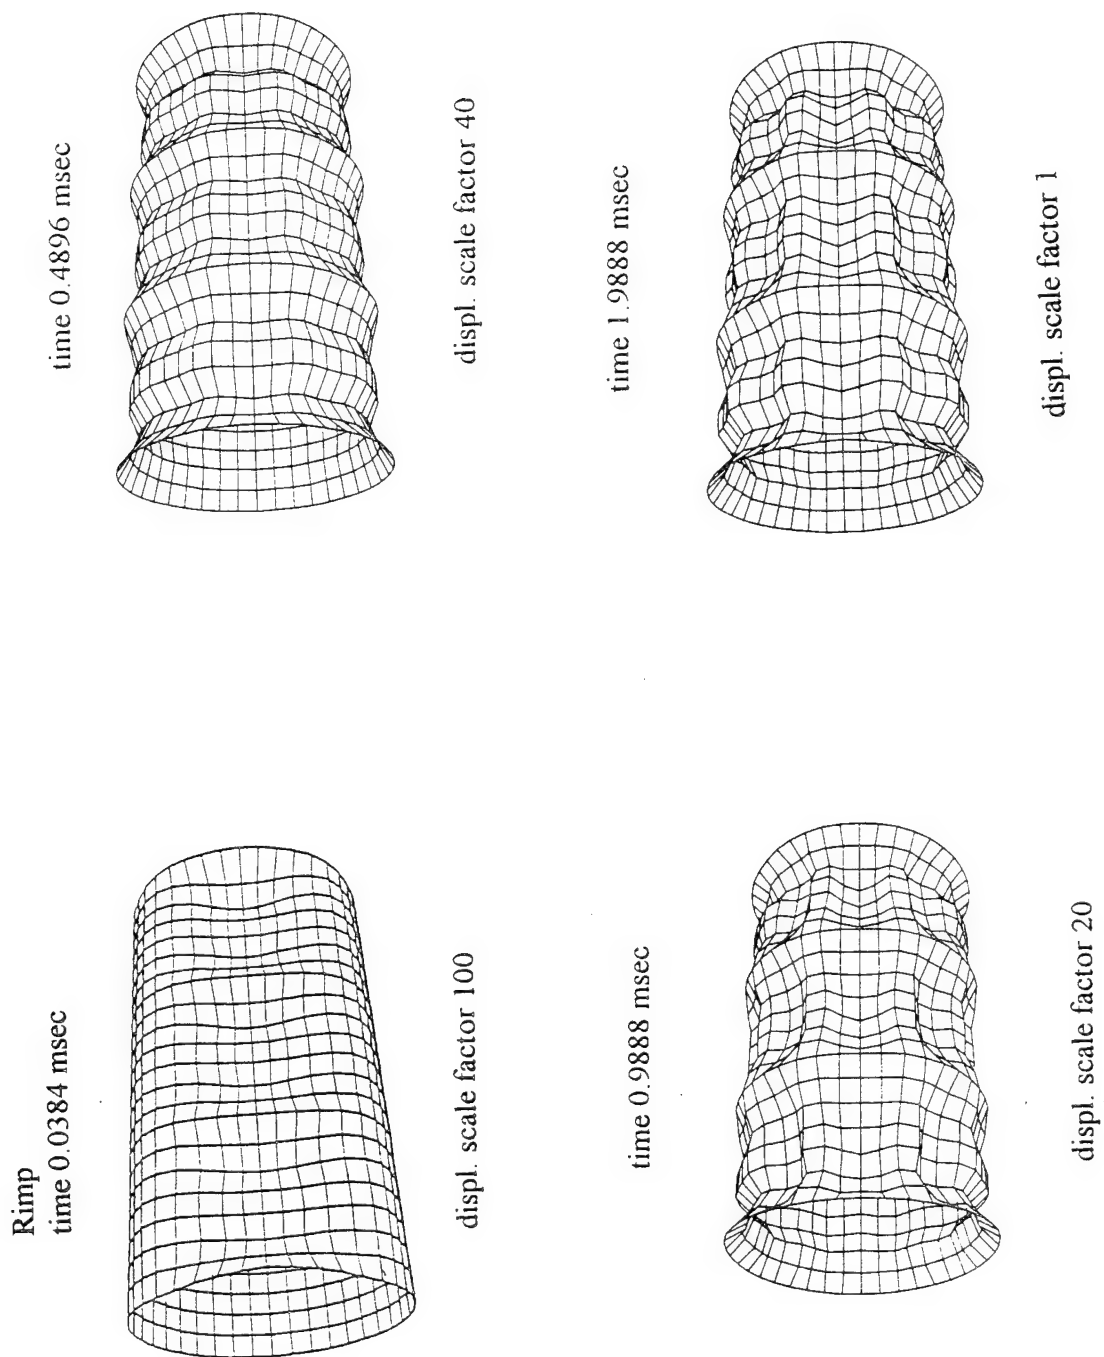 Rimp
time 0.0384 msec
displ. scale factor 100
time 0.4896 msec
displ. scale factor 40
time 0.9888 msec
displ. scale factor 20
time 1.9888 msec
displ. scale factor 1